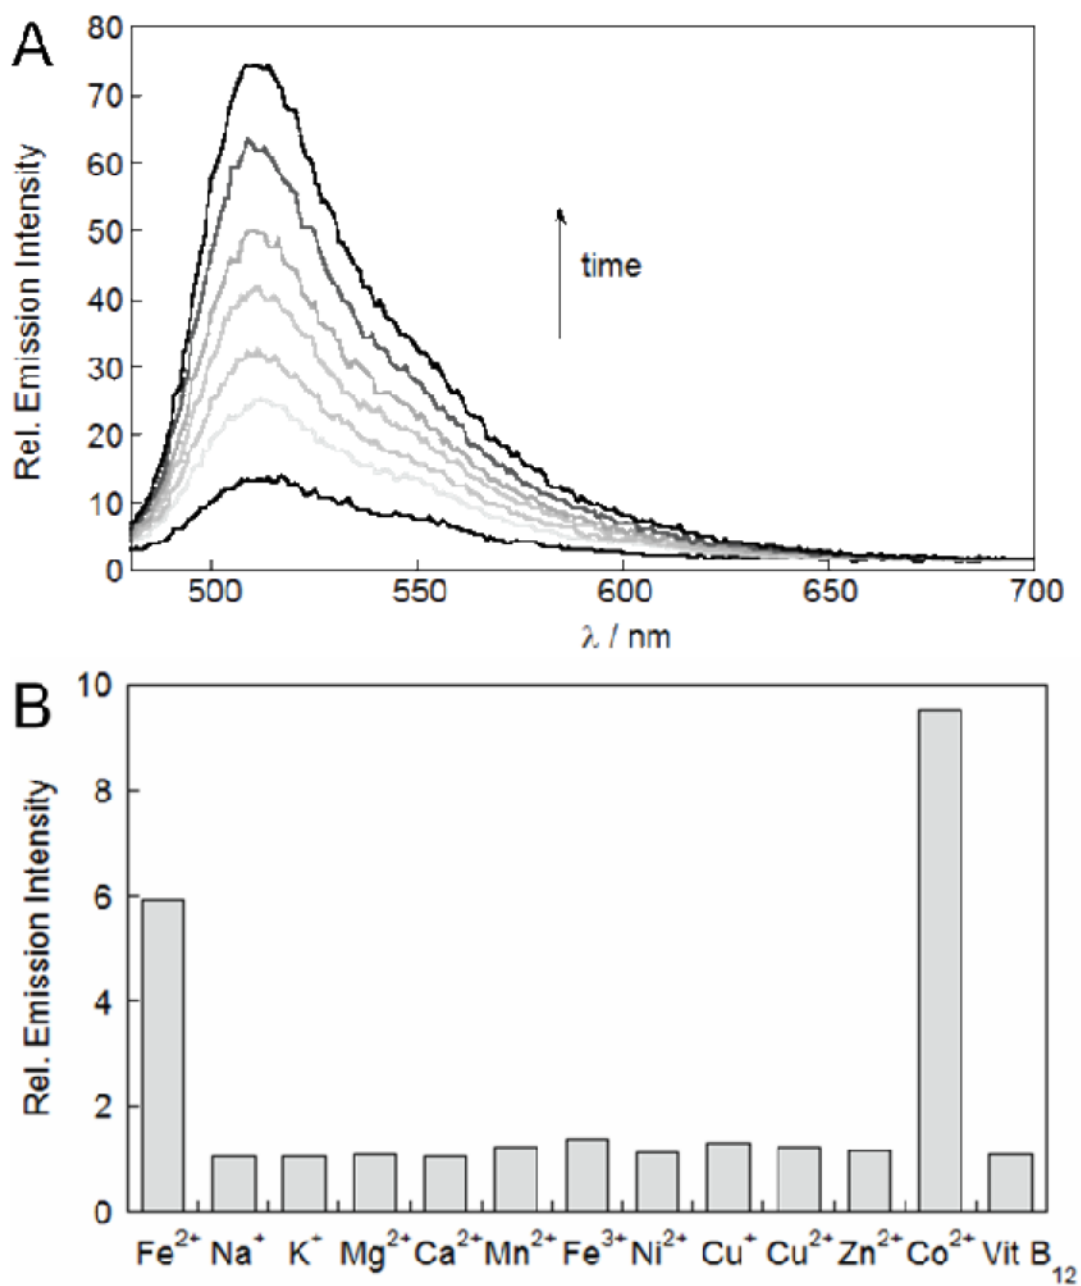 A
80
70
60
50
40
30
20
10
0
Rel. Emission Intensity
time
500 550 600 650 700
λ / nm
B
10
8
6
4
2
0
Rel. Emission Intensity
Fe²⁺ Na⁺ K⁺ Mg²⁺ Ca²⁺ Mn²⁺ Fe³⁺ Ni²⁺ Cu⁺ Cu²⁺ Zn²⁺ Co²⁺ Vit B₁₂